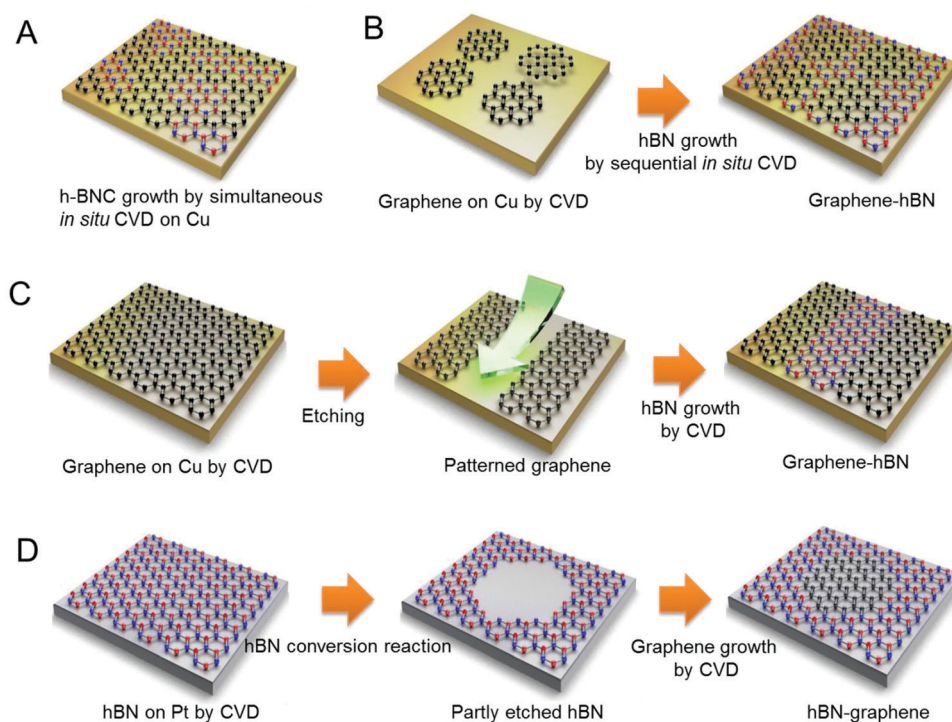 A
h-BNC growth by simultaneous
in situ CVD on Cu
B
Graphene on Cu by CVD
hBN growth
by sequential in situ CVD
Graphene-hBN
C
Graphene on Cu by CVD
Etching
Patterned graphene
hBN growth
by CVD
Graphene-hBN
D
hBN on Pt by CVD
hBN conversion reaction
Partly etched hBN
Graphene growth
by CVD
hBN-graphene